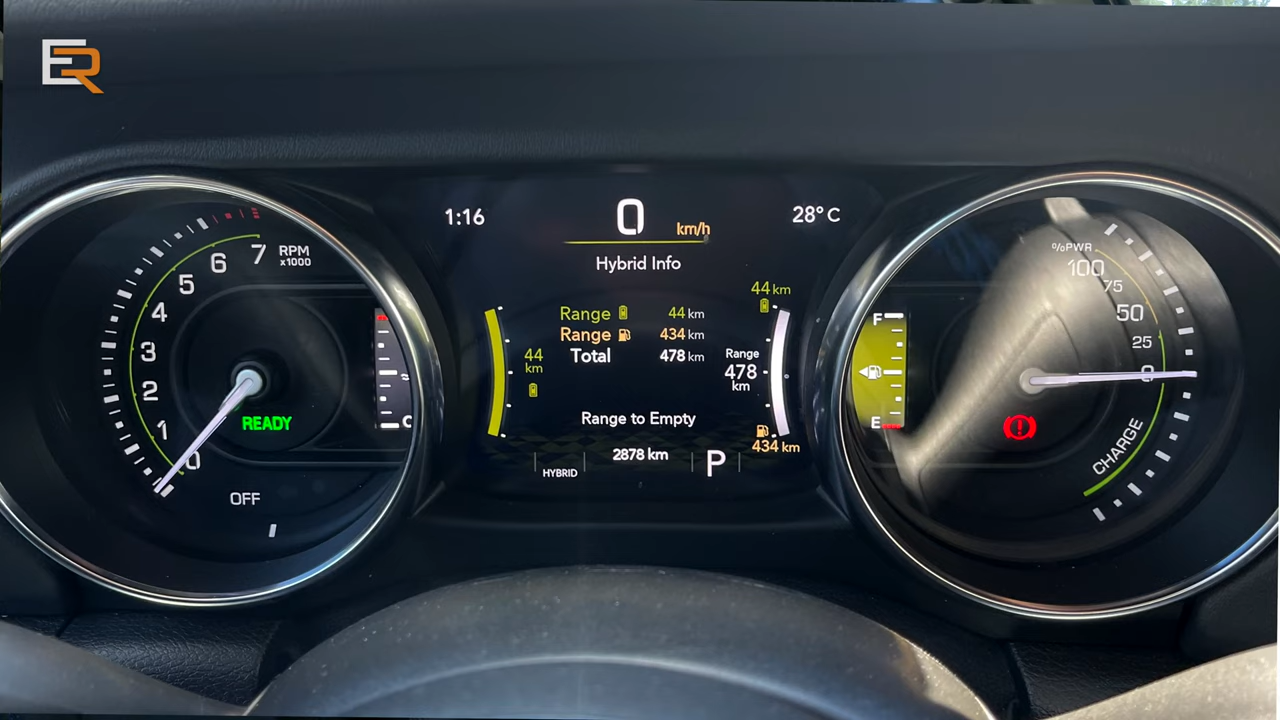 ER
1:16
0 km/h
28°C
Hybrid Info
7 RPM x1000
6
5
4
3
2
1
0
OFF
READY
C
44 km
Range 44 km
Range 434 km
Total 478 km
Range to Empty
2878 km
HYBRID
P
44 km
Range
478
km
434 km
F
E
%PWR
100
75
50
25
0
CHARGE